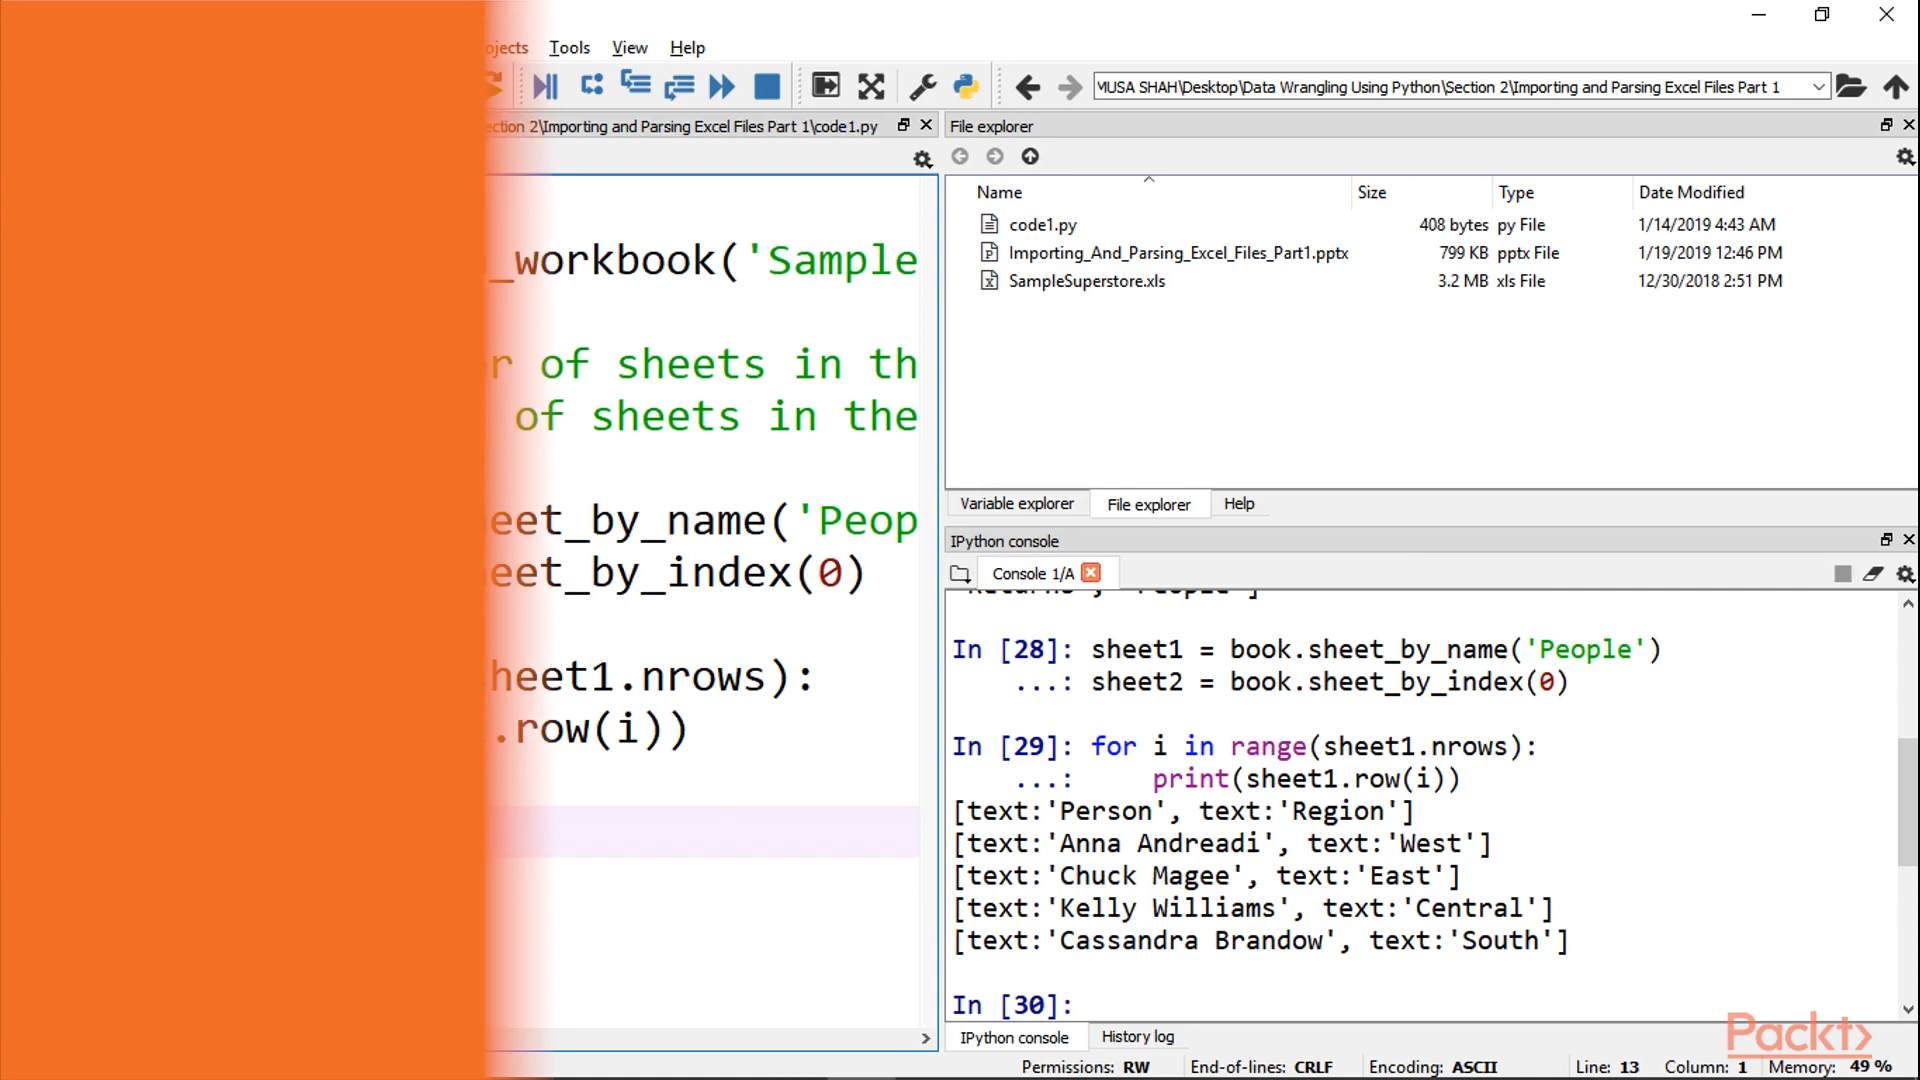 ojects Tools View Help
MUSA SHAH\Desktop\Data Wrangling Using Python\Section 2\Importing and Parsing Excel Files Part 1
ection 2\Importing and Parsing Excel Files Part 1\code1.py
_workbook('Sample
r of sheets in th
of sheets in the
eet_by_name('Peop
eet_by_index(0)
heet1.nrows):
.row(i))
File explorer
Name Size Type Date Modified
code1.py 408 bytes py File 1/14/2019 4:43 AM
Importing_And_Parsing_Excel_Files_Part1.pptx 799 KB pptx File 1/19/2019 12:46 PM
SampleSuperstore.xls 3.2 MB xls File 12/30/2018 2:51 PM
Variable explorer File explorer Help
IPython console
Console 1/A
'Returns', 'People']
In [28]: sheet1 = book.sheet_by_name('People')
...: sheet2 = book.sheet_by_index(0)
In [29]: for i in range(sheet1.nrows):
...: print(sheet1.row(i))
[text:'Person', text:'Region']
[text:'Anna Andreadi', text:'West']
[text:'Chuck Magee', text:'East']
[text:'Kelly Williams', text:'Central']
[text:'Cassandra Brandow', text:'South']
In [30]:
IPython console History log
Packt>
Permissions: RW End-of-lines: CRLF Encoding: ASCII Line: 13 Column: 1 Memory: 49 %